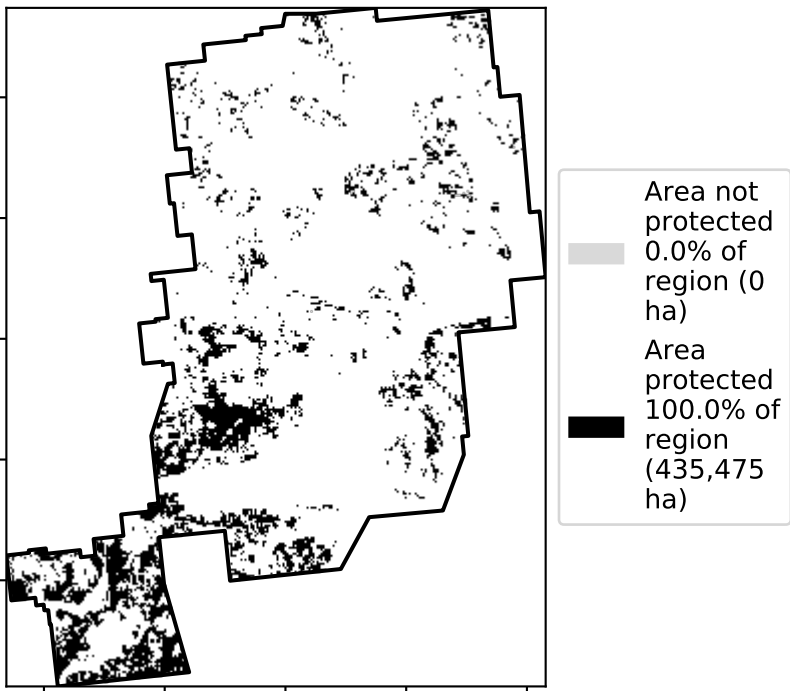 Area not
protected
0.0% of
region (0
ha)
Area
protected
100.0% of
region
(435,475
ha)